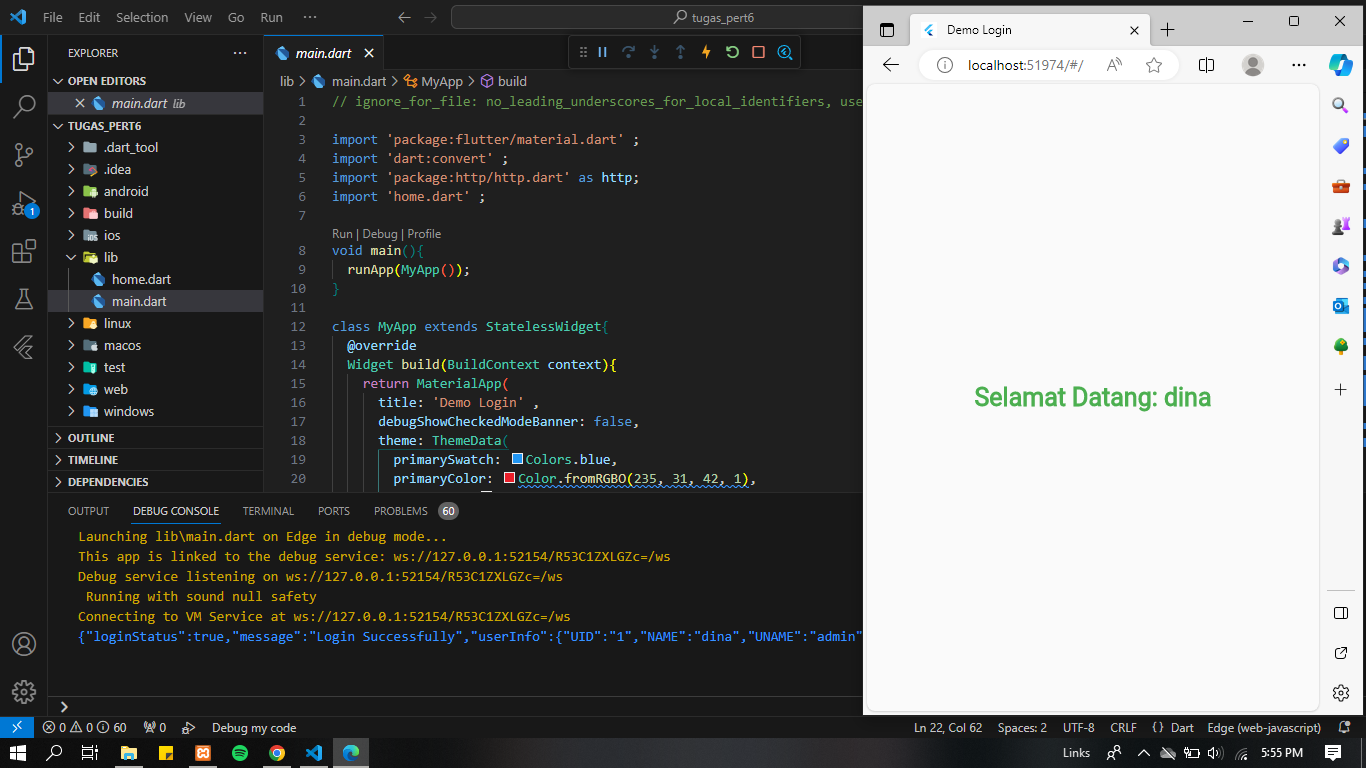 File Edit Selection View Go Run ··· tugas_pert6
EXPLORER ···
OPEN EDITORS
main.dart lib
TUGAS_PERT6
.dart_tool
.idea
android
build
ios
lib
home.dart
main.dart
linux
macos
test
web
windows
OUTLINE
TIMELINE
DEPENDENCIES
main.dart
lib > main.dart > MyApp > build
1 // ignore_for_file: no_leading_underscores_for_local_identifiers, use
2
3 import 'package:flutter/material.dart' ;
4 import 'dart:convert' ;
5 import 'package:http/http.dart' as http;
6 import 'home.dart' ;
7
Run | Debug | Profile
8 void main(){
9 runApp(MyApp());
10 }
11
12 class MyApp extends StatelessWidget{
13 @override
14 Widget build(BuildContext context){
15 return MaterialApp(
16 title: 'Demo Login' ,
17 debugShowCheckedModeBanner: false,
18 theme: ThemeData(
19 primarySwatch: Colors.blue,
20 primaryColor: Color.fromRGBO(235, 31, 42, 1),
OUTPUT DEBUG CONSOLE TERMINAL PORTS PROBLEMS 60
Launching lib\main.dart on Edge in debug mode...
This app is linked to the debug service: ws://127.0.0.1:52154/R53C1ZXLGZc=/ws
Debug service listening on ws://127.0.0.1:52154/R53C1ZXLGZc=/ws
Running with sound null safety
Connecting to VM Service at ws://127.0.0.1:52154/R53C1ZXLGZc=/ws
{"loginStatus":true,"message":"Login Successfully","userInfo":{"UID":"1","NAME":"dina","UNAME":"admin"
Demo Login
localhost:51974/#/
Selamat Datang: dina
1
0 0 60 0 Debug my code Ln 22, Col 62 Spaces: 2 UTF-8 CRLF {} Dart Edge (web-javascript)
Links 5:55 PM